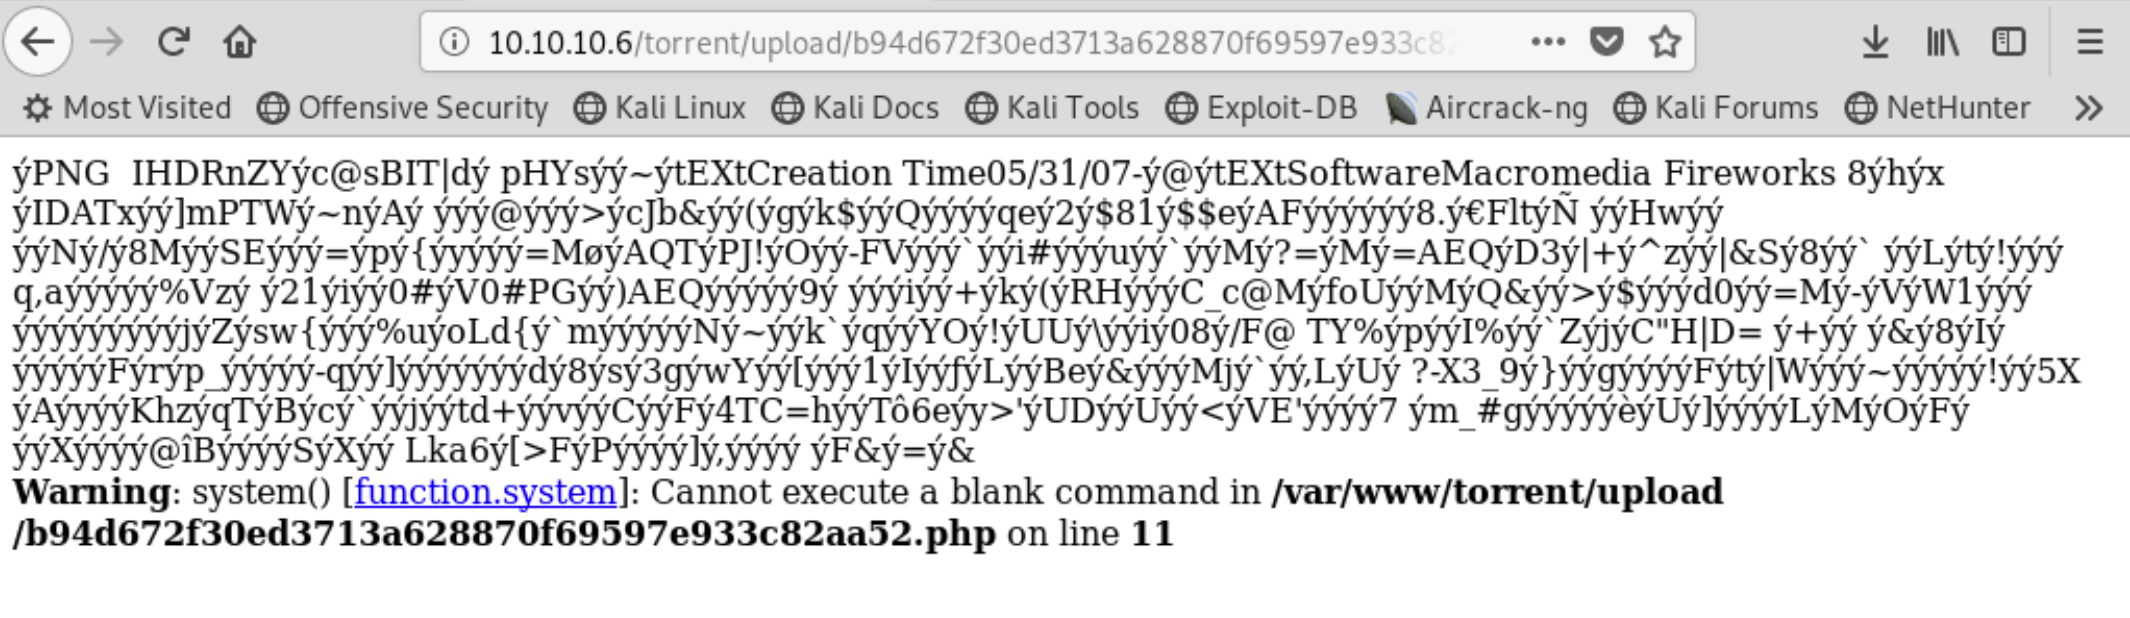 10.10.10.6/torrent/upload/b94d672f30ed3713a628870f69597e933c82
Most Visited Offensive Security Kali Linux Kali Docs Kali Tools Exploit-DB Aircrack-ng Kali Forums NetHunter
ýPNG IHDRnZYýc@sBIT|dý pHYsýý~ýtEXtCreation Time05/31/07-ý@ýtEXtSoftwareMacromedia Fireworks 8ýhýx
ýIDATxýý]mPTWý~nýAý ýýý@ýýý>ýcJb&ýý(ýgýk$ýýQýýýýqeý2ý$81ý$$eýAFýýýýýý8.ý€FltýÑ ýýHwýý
ýýNý/ý8MýýSEýýý=ýpý{ýýýýý=MøýAQTýPJ!ýOýý-FVýýý`ýýi#ýýýuýý`ýýMý?=ýMý=AEQýD3ý|+ý^zýý|&Sý8ýý` ýýLýtý!ýýý
q,aýýýýý%Vzý ý21ýiýý0#ýV0#PGýý)AEQýýýýý9ý ýýýiýý+ýký(ýRHýýýC_c@MýfoUýýMýQ&ýý>ý$ýýýd0ýý=Mý-ýVýW1ýýý
ýýýýýýýýýjýZýsw{ýýý%uýoLd{ý`mýýýýýNý~ýýk`ýqýýYOý!ýUUý\ýýiý08ý/F@ TY%ýpýýI%ýý`ZýjýC"H|D= ý+ýý ý&ý8ýIý
ýýýýýFýrýp_ýýýýý-qýý]ýýýýýýýdý8ýsý3gýwYýý[ýýý1ýIýýƒýLýýBeý&ýýýMjý`ýý,LýUý ?-X3_9ý}ýýgýýýýFýtý|Wýýý~ýýýýý!ýý5X
ýAýyýýKhzýqTýBýcý`ýýjýýtd+ýývýýCýýFý4TC=hýýTô6eýy>'ýUDýýUýý<ýVE'ýýýý7 ým_#gýýýýýèýUý]ýýýýLýMýOýFý
ýýXýýýý@îBýýýýSýXýý Lka6ý[>FýPýýýý]ý,ýýýý ýF&ý=ý&
Warning: system() [function.system]: Cannot execute a blank command in /var/www/torrent/upload
/b94d672f30ed3713a628870f69597e933c82aa52.php on line 11